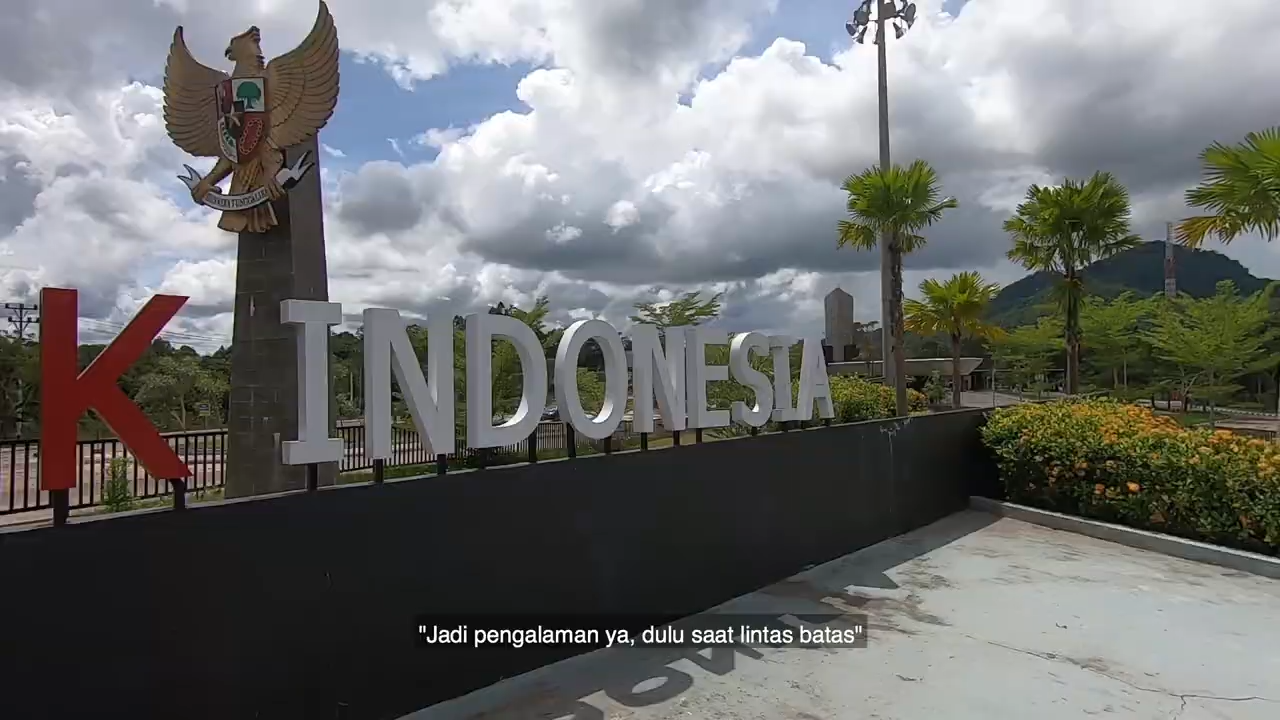 K INDONESIA
"Jadi pengalaman ya, dulu saat lintas batas"